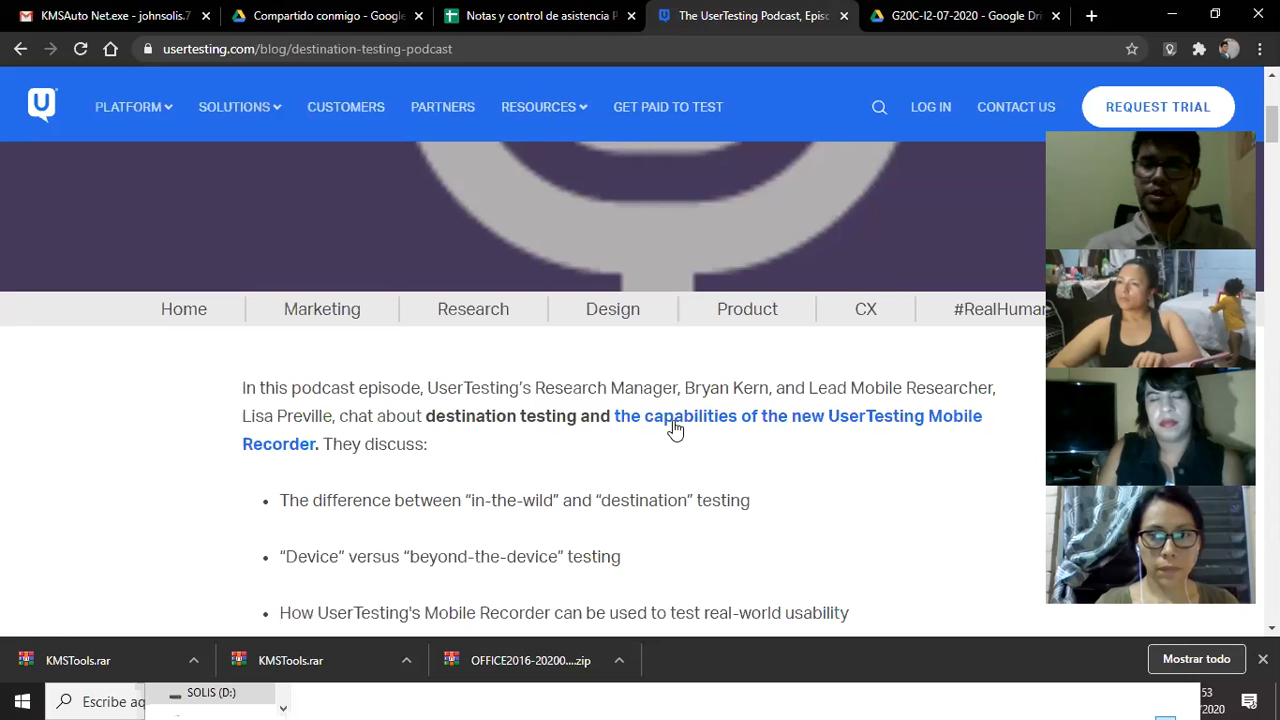 KMSAuto Net.exe - johnsolis.7
Compartido conmigo - Google
Notas y control de asistencia P
The UserTesting Podcast, Episo
G20C-I2-07-2020 - Google Dri
usertesting.com/blog/destination-testing-podcast
U PLATFORM SOLUTIONS CUSTOMERS PARTNERS RESOURCES GET PAID TO TEST LOG IN CONTACT US REQUEST TRIAL
Home Marketing Research Design Product CX #RealHuman
In this podcast episode, UserTesting’s Research Manager, Bryan Kern, and Lead Mobile Researcher,
Lisa Preville, chat about destination testing and the capabilities of the new UserTesting Mobile
Recorder. They discuss:
• The difference between “in-the-wild” and “destination” testing
• “Device” versus “beyond-the-device” testing
• How UserTesting's Mobile Recorder can be used to test real-world usability
KMSTools.rar KMSTools.rar OFFICE2016-20200....zip Mostrar todo
Escribe aq
SOLIS (D:)
53
/2020